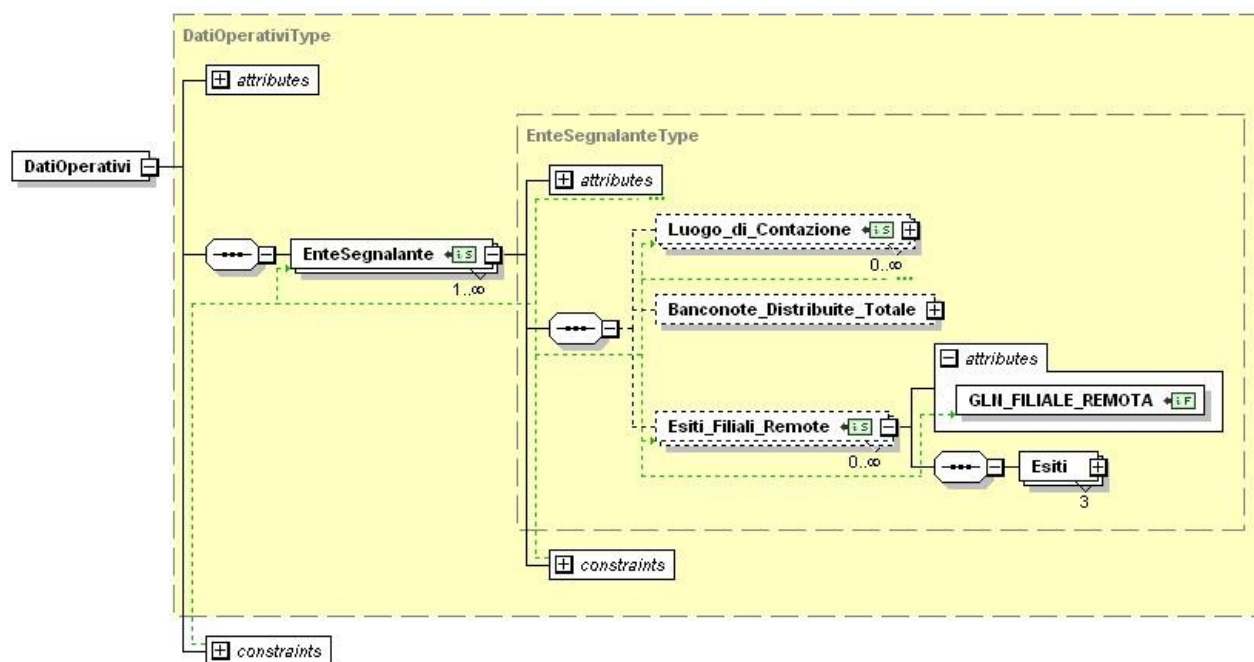 DatiOperativiType
attributes
EnteSegnalanteType
DatiOperativi
attributes
Luogo_di_Contazione
0..∞
EnteSegnalante
1..∞
Banconote_Distribuite_Totale
attributes
GLN_FILIALE_REMOTA
Esiti_Filiali_Remote
0..∞
Esiti
3
constraints
constraints